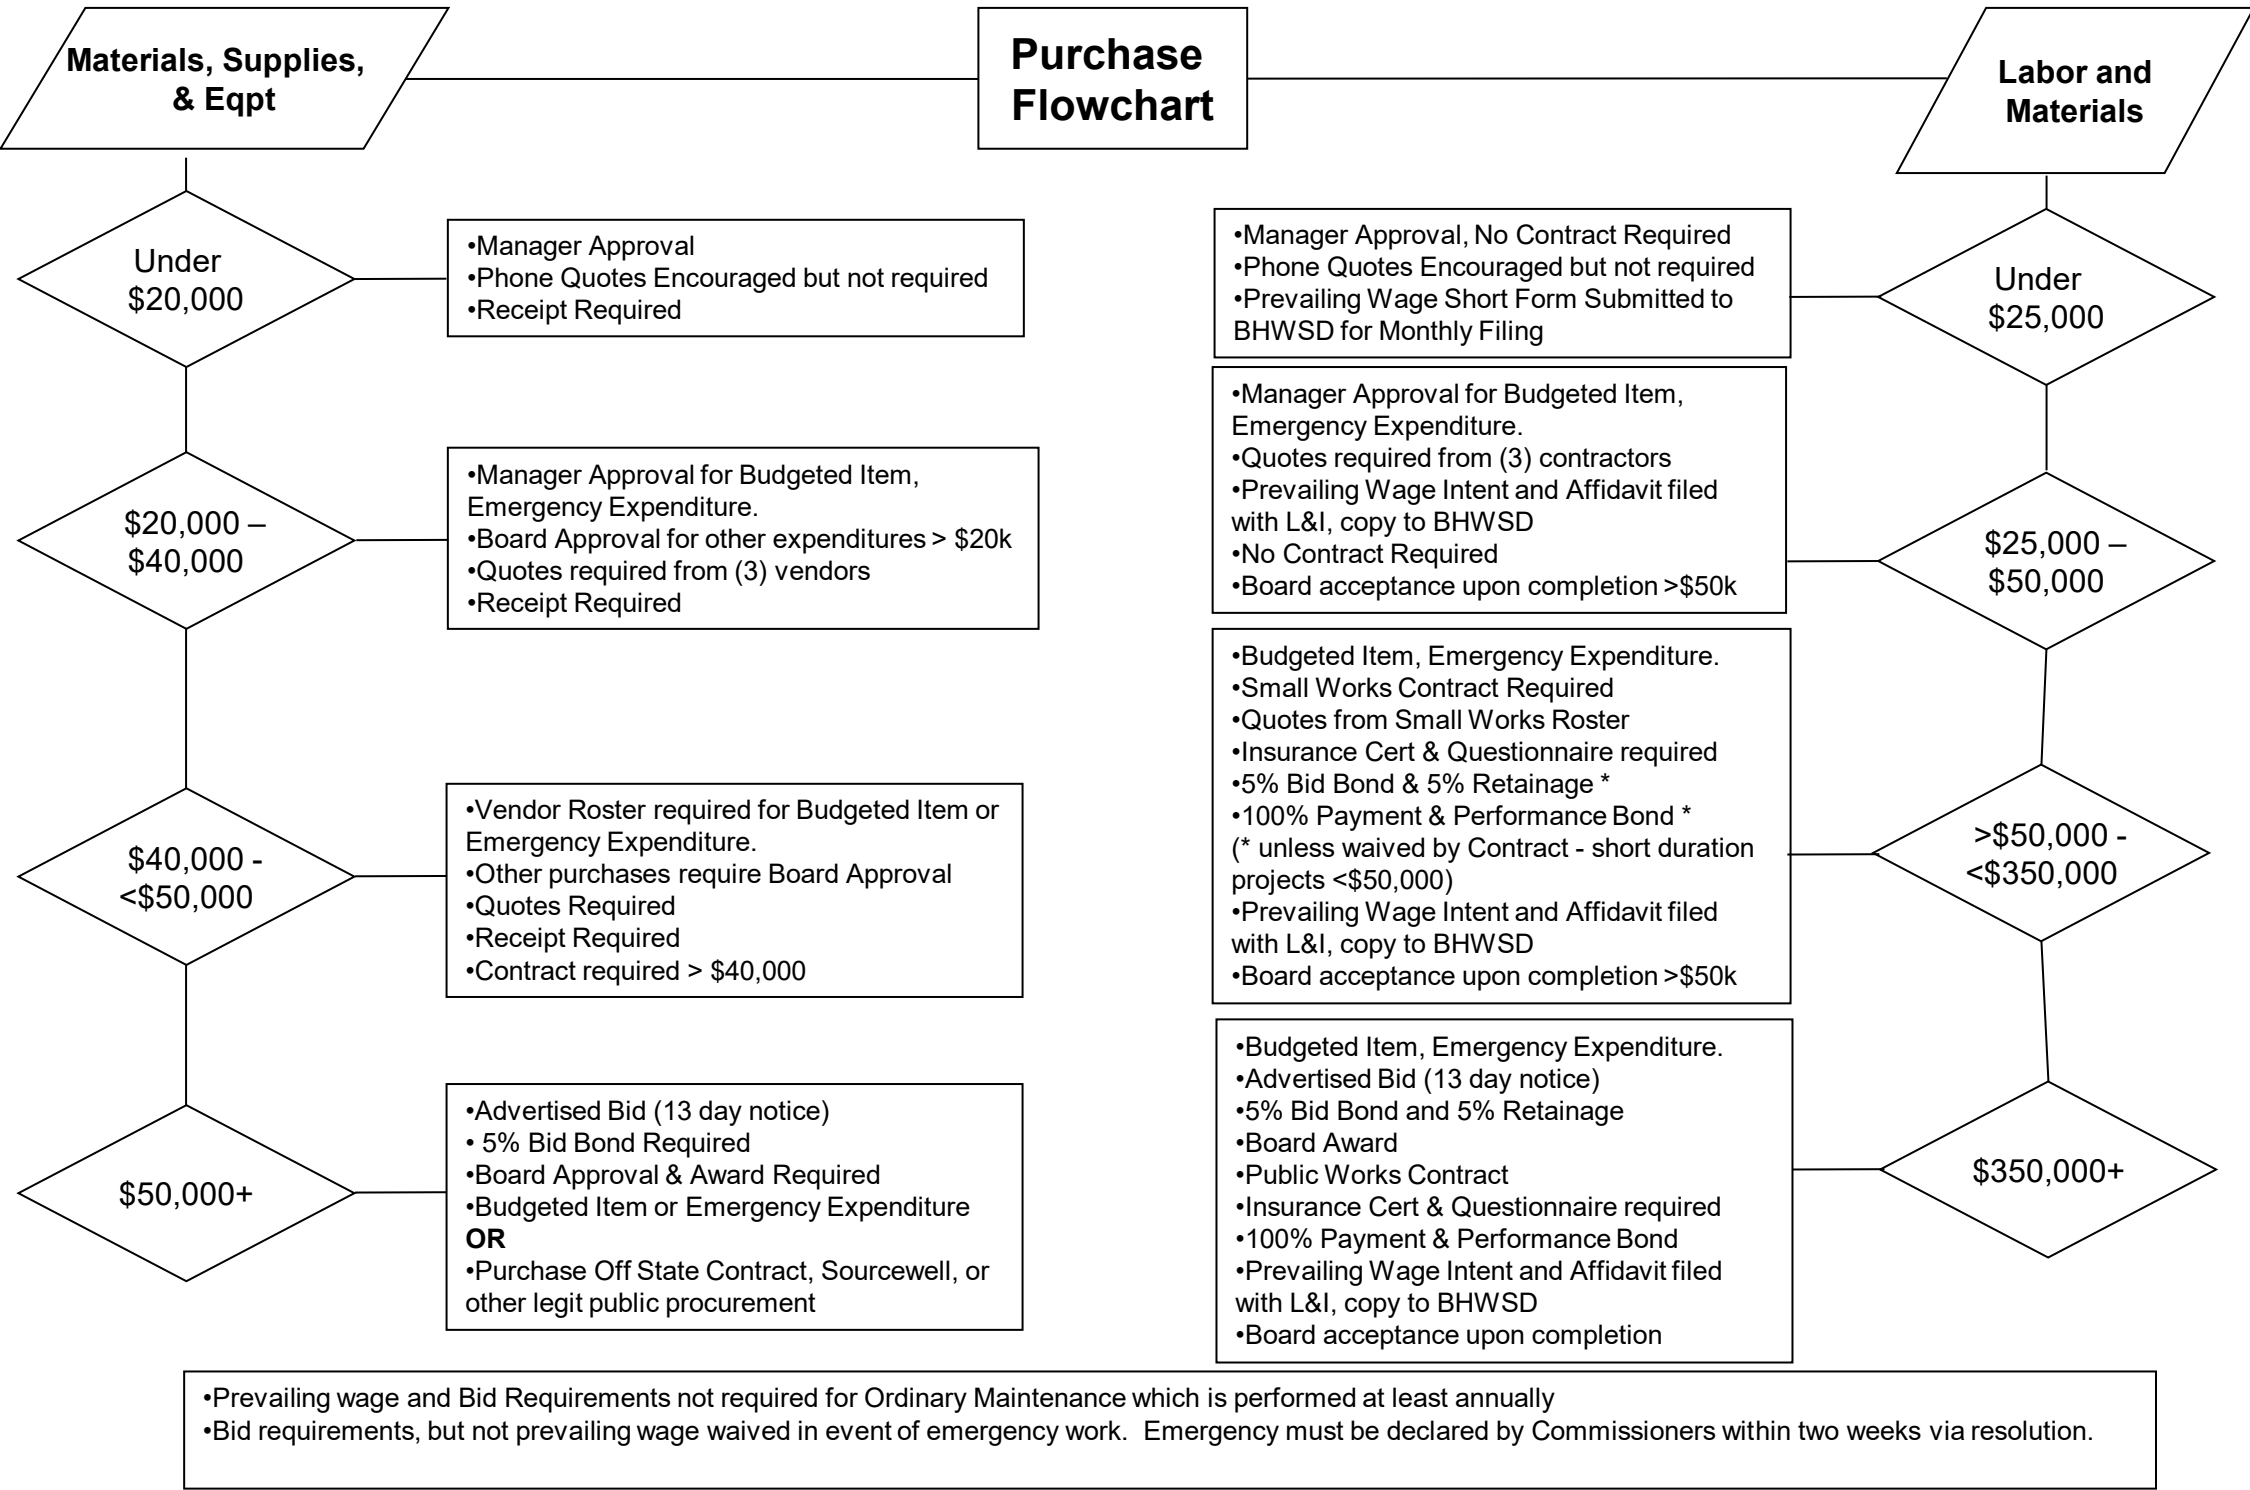 Purchase
Flowchart
Materials, Supplies,
& Eqpt
Under
$20,000
•Manager Approval
•Phone Quotes Encouraged but not required
•Receipt Required
$20,000 –
$40,000
•Manager Approval for Budgeted Item,
Emergency Expenditure.
•Board Approval for other expenditures > $20k
•Quotes required from (3) vendors
•Receipt Required
$40,000 -
<$50,000
•Vendor Roster required for Budgeted Item or
Emergency Expenditure.
•Other purchases require Board Approval
•Quotes Required
•Receipt Required
•Contract required > $40,000
$50,000+
•Advertised Bid (13 day notice)
• 5% Bid Bond Required
•Board Approval & Award Required
•Budgeted Item or Emergency Expenditure
OR
•Purchase Off State Contract, Sourcewell, or
other legit public procurement
Labor and
Materials
Under
$25,000
•Manager Approval, No Contract Required
•Phone Quotes Encouraged but not required
•Prevailing Wage Short Form Submitted to
BHWSD for Monthly Filing
$25,000 –
$50,000
•Manager Approval for Budgeted Item,
Emergency Expenditure.
•Quotes required from (3) contractors
•Prevailing Wage Intent and Affidavit filed
with L&I, copy to BHWSD
•No Contract Required
•Board acceptance upon completion >$50k
>$50,000 -
<$350,000
•Budgeted Item, Emergency Expenditure.
•Small Works Contract Required
•Quotes from Small Works Roster
•Insurance Cert & Questionnaire required
•5% Bid Bond & 5% Retainage *
•100% Payment & Performance Bond *
(* unless waived by Contract - short duration
projects <$50,000)
•Prevailing Wage Intent and Affidavit filed
with L&I, copy to BHWSD
•Board acceptance upon completion >$50k
$350,000+
•Budgeted Item, Emergency Expenditure.
•Advertised Bid (13 day notice)
•5% Bid Bond and 5% Retainage
•Board Award
•Public Works Contract
•Insurance Cert & Questionnaire required
•100% Payment & Performance Bond
•Prevailing Wage Intent and Affidavit filed
with L&I, copy to BHWSD
•Board acceptance upon completion
•Prevailing wage and Bid Requirements not required for Ordinary Maintenance which is performed at least annually
•Bid requirements, but not prevailing wage waived in event of emergency work.  Emergency must be declared by Commissioners within two weeks via resolution.